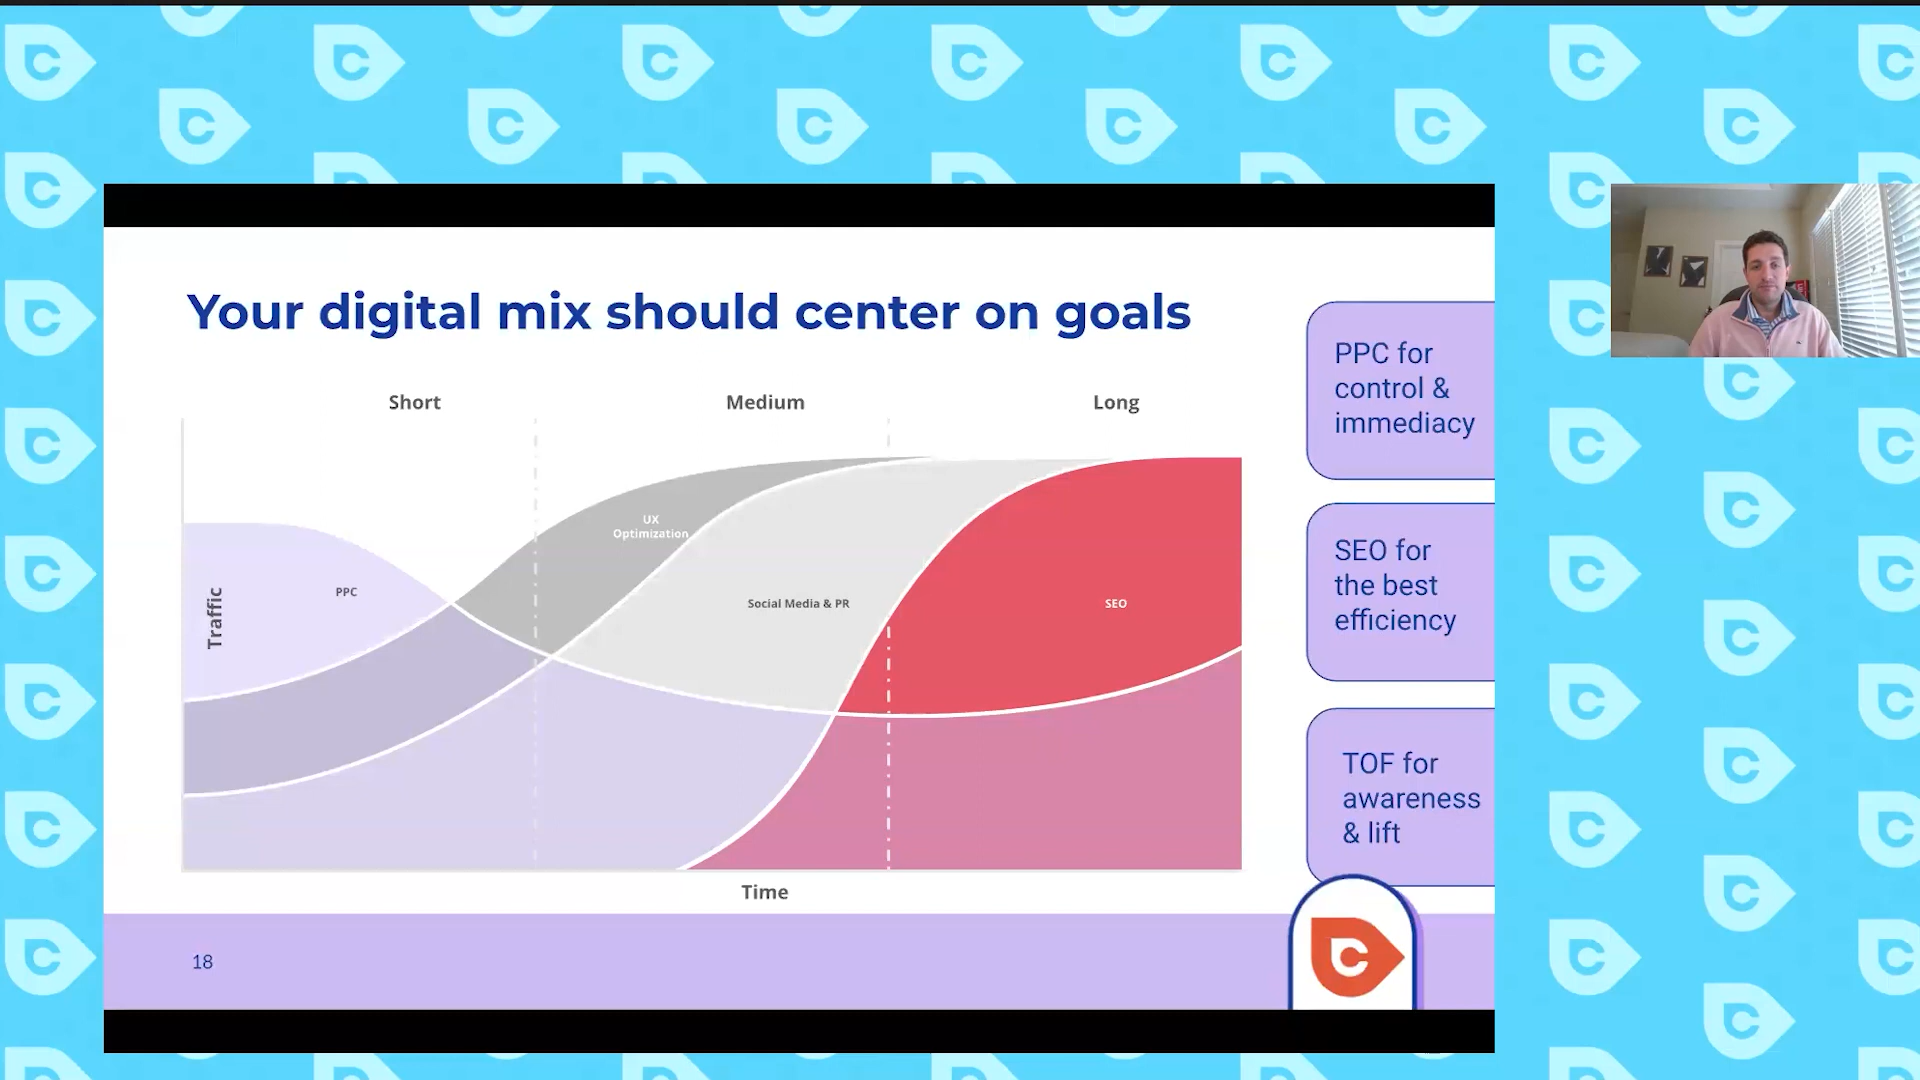 Your digital mix should center on goals
Short
Medium
Long
Traffic
PPC
UX
Optimization
Social Media & PR
SEO
Time
PPC for
control &
immediacy
SEO for
the best
efficiency
TOF for
awareness
& lift
18